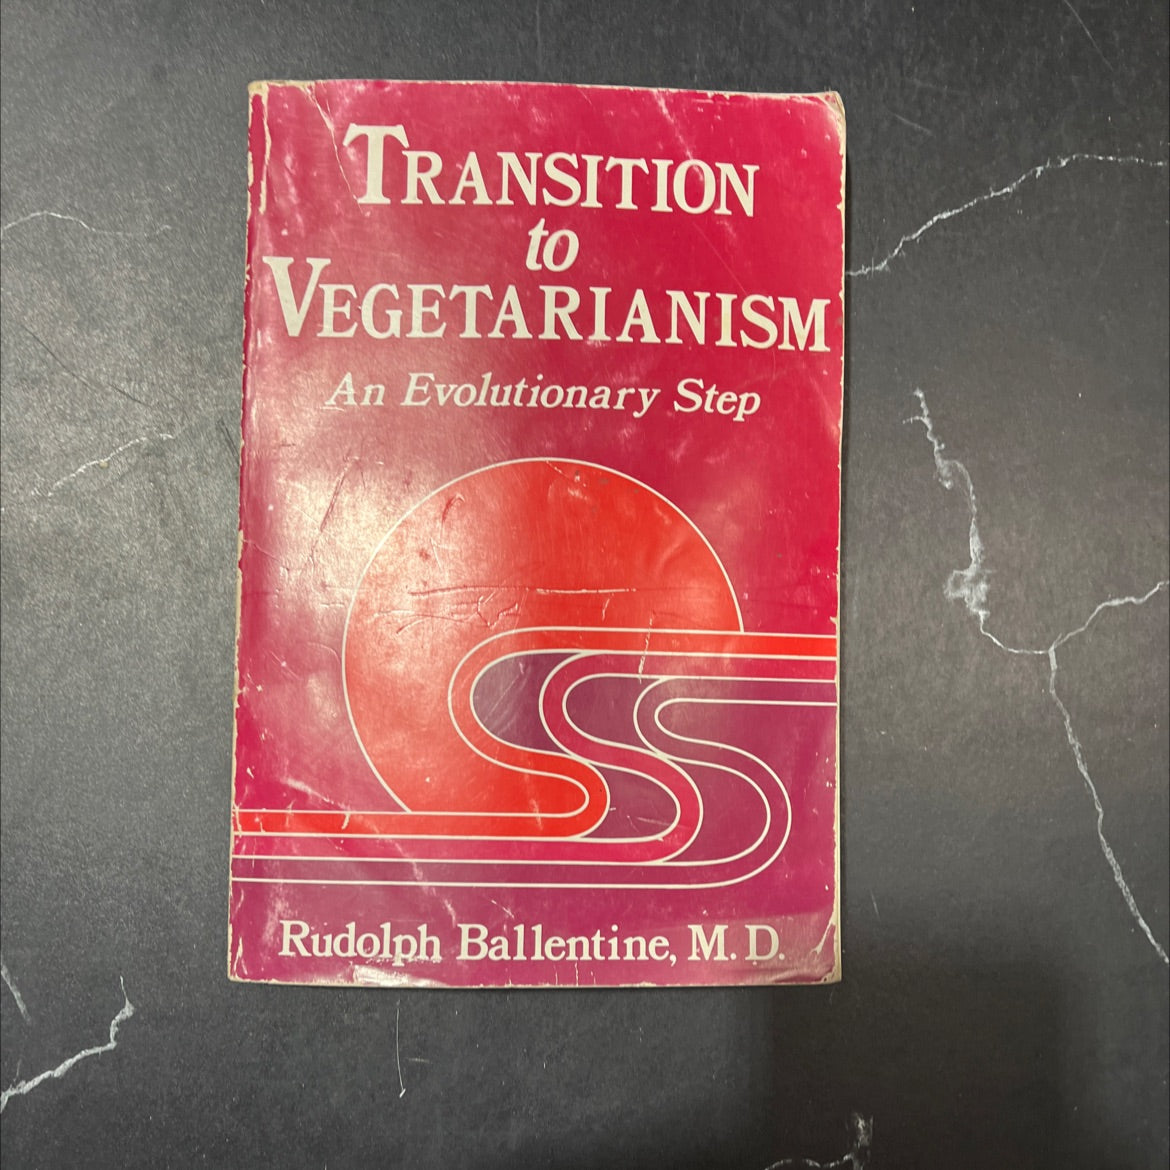 TRANSITION
to
VEGETARIANISM
An Evolutionary Step
Rudolph Ballentine, M.D.